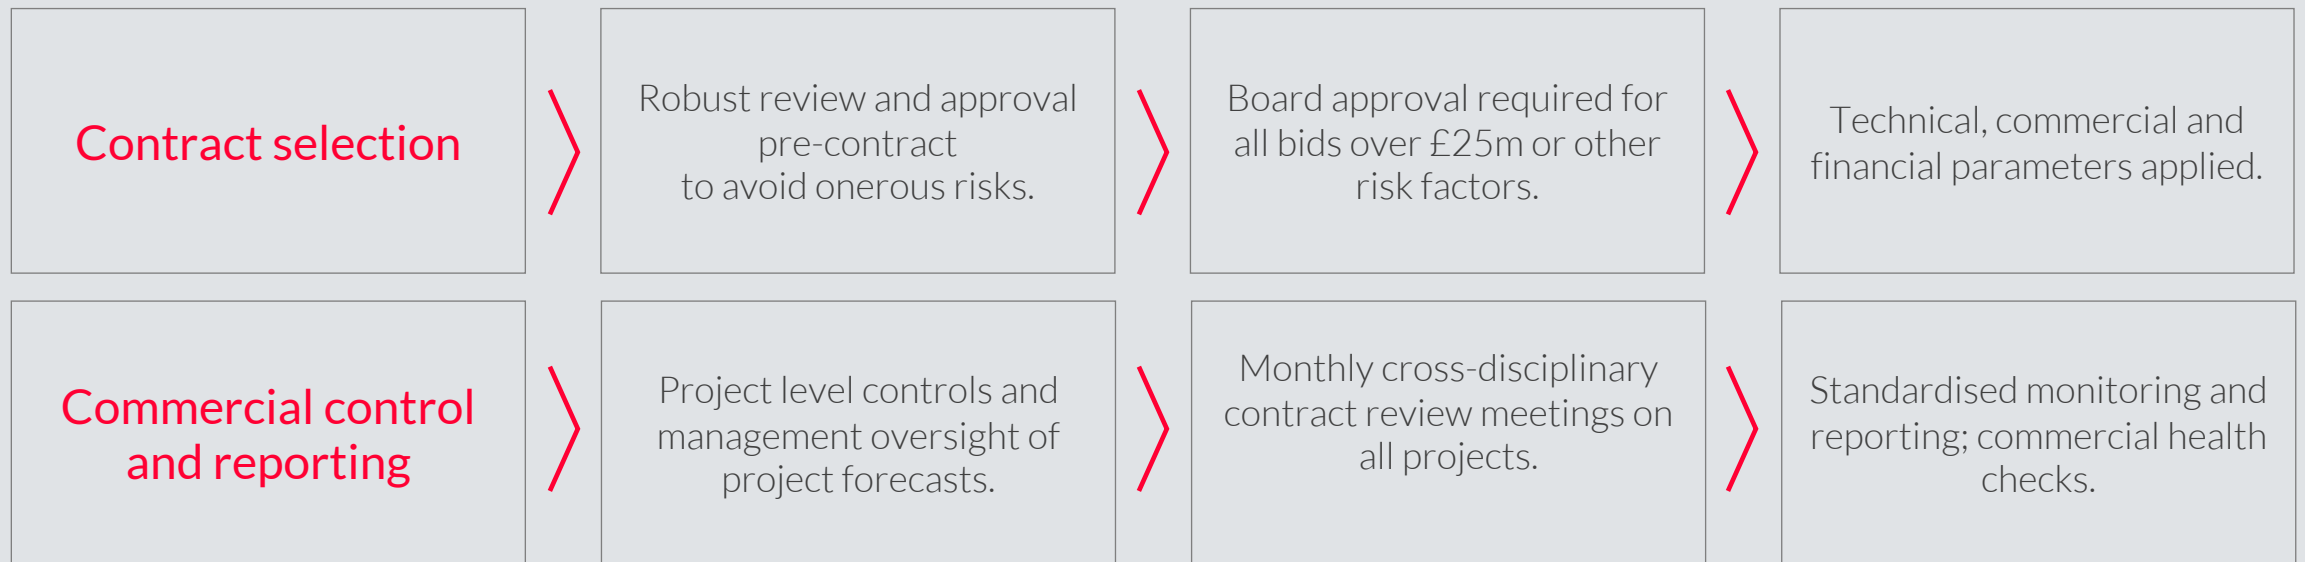 Contract selection
Robust review and approval
pre-contract
to avoid onerous risks.
Board approval required for
all bids over £25m or other
risk factors.
Technical, commercial and
financial parameters applied.
Commercial control
and reporting
Project level controls and
management oversight of
project forecasts.
Monthly cross-disciplinary
contract review meetings on
all projects.
Standardised monitoring and
reporting; commercial health
checks.